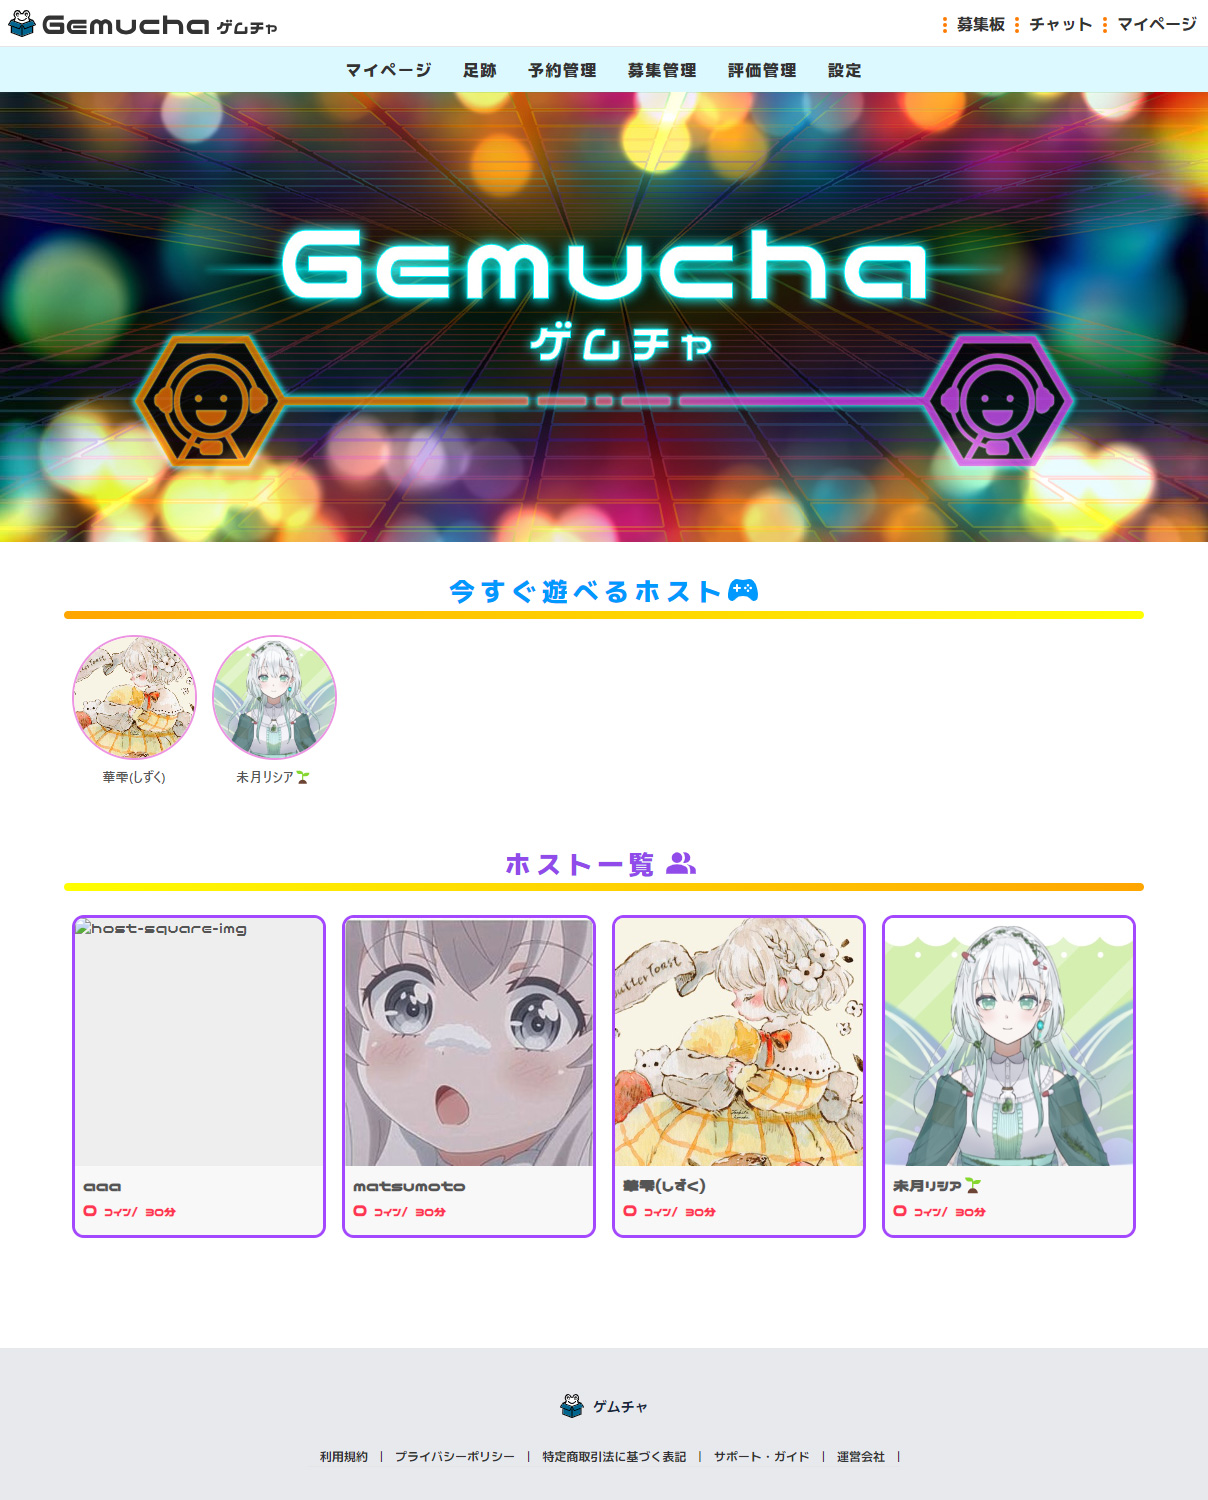 Gemucha ゲムチャ
募集板 チャット マイページ
マイページ 足跡 予約管理 募集管理 評価管理 設定
Gemucha
ゲムチャ
今すぐ遊べるホスト
華雫(しずく) 未月リシア🌱
ホスト一覧
host-square-img
Butter Toast
aaa matsumoto 華雫(しずく) 未月リシア🌱
0 コイン/ 30分 0 コイン/ 30分 0 コイン/ 30分 0 コイン/ 30分
ゲムチャ
利用規約 | プライバシーポリシー | 特定商取引法に基づく表記 | サポート・ガイド | 運営会社 |